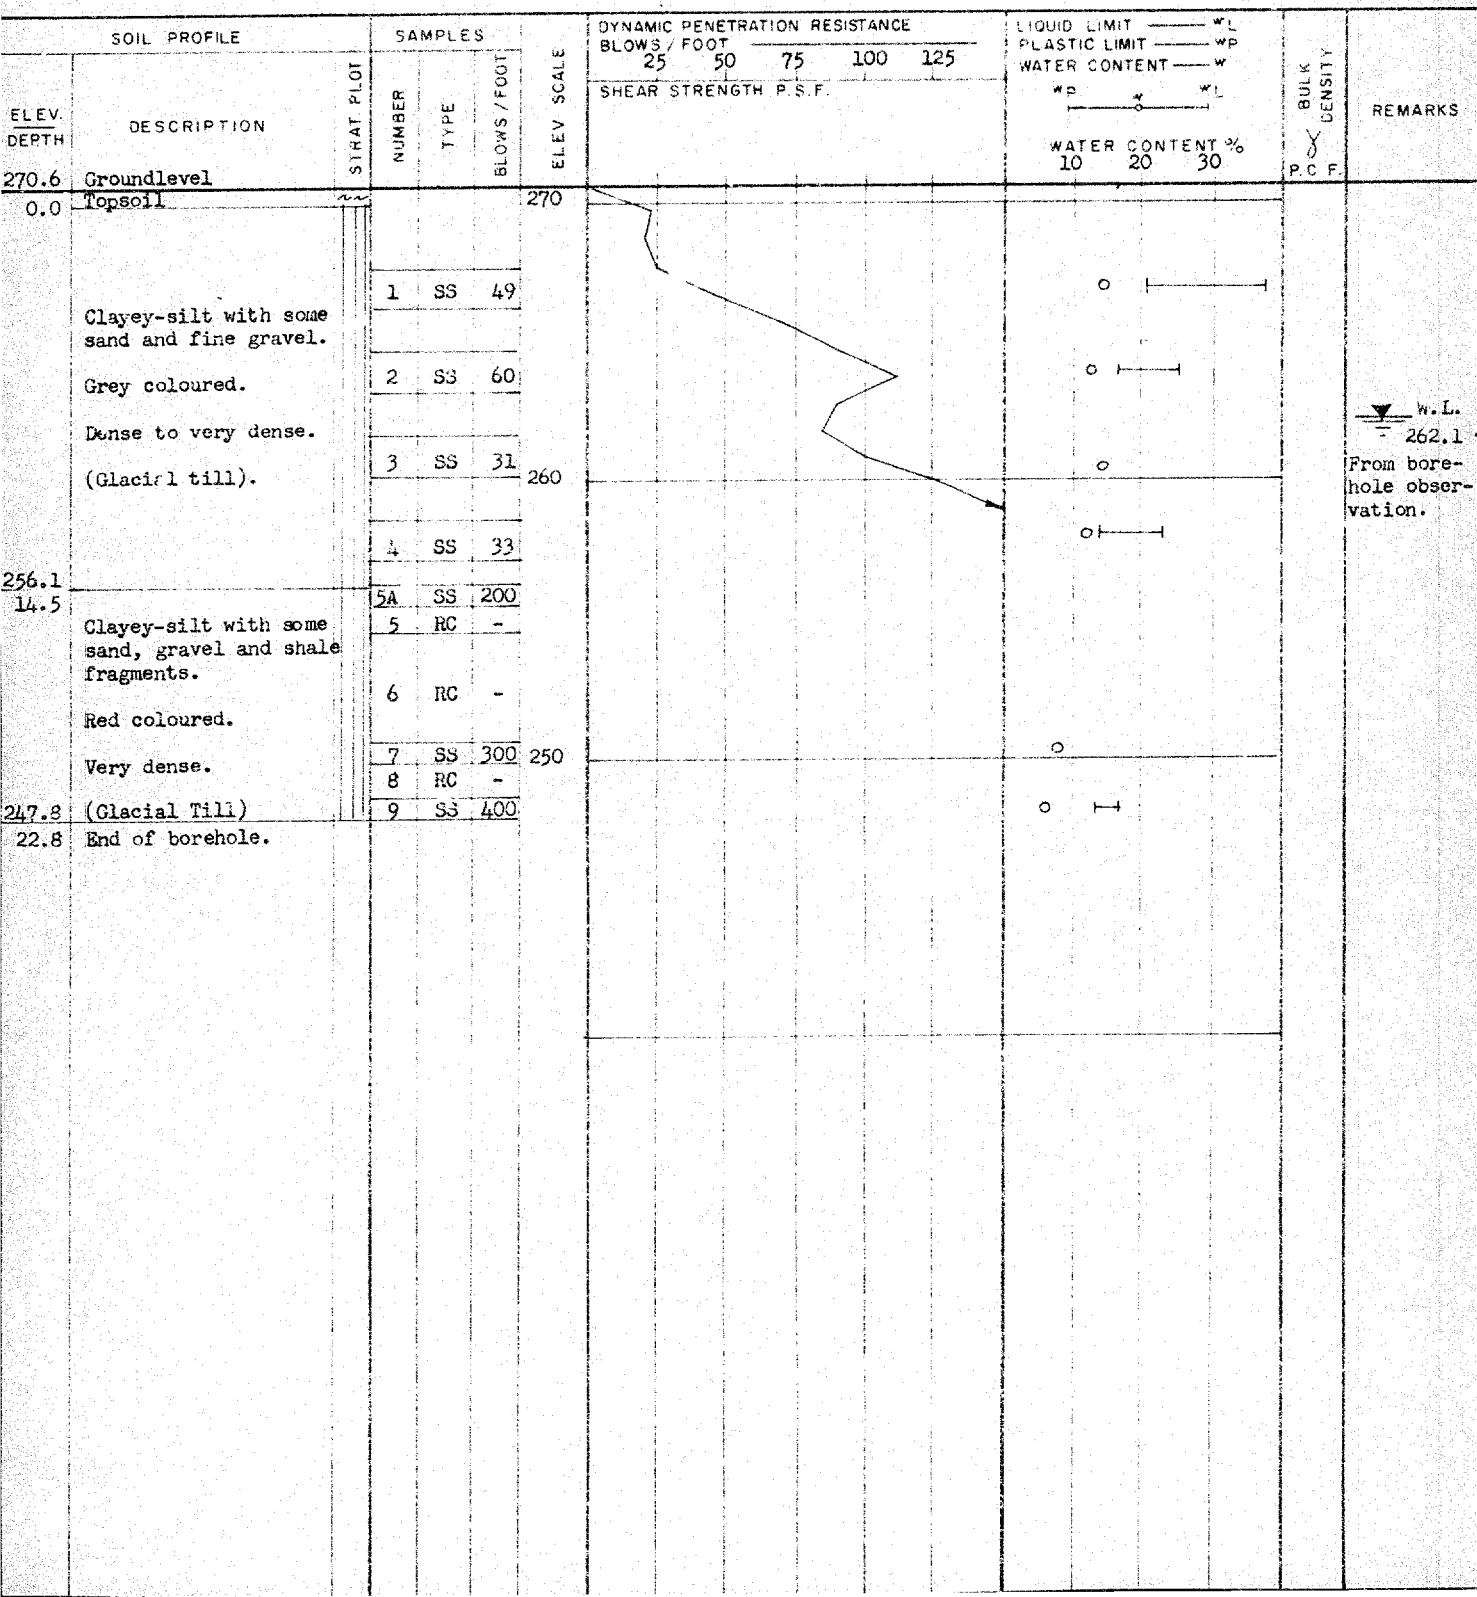 SOIL PROFILE
SAMPLES
ELEV SCALE
DYNAMIC PENETRATION RESISTANCE
BLOWS / FOOT
25 50 75 100 125
SHEAR STRENGTH P.S.F.
LIQUID LIMIT WL
PLASTIC LIMIT WP
WATER CONTENT W
WP W WL
WATER CONTENT %
10 20 30
BULK DENSITY
γ
P.C.F.
REMARKS
ELEV.
DEPTH
DESCRIPTION
STRAT PLOT
NUMBER
TYPE
BLOWS / FOOT
270.6 Groundlevel
0.0 Topsoil
270
1 SS 49
Clayey-silt with some
sand and fine gravel.
2 SS 60
Grey coloured.
W.L.
262.1
Dense to very dense.
3 SS 31
(Glacial till).
260
From bore-
hole obser-
vation.
4 SS 33
256.1
14.5
5A SS 200
5 RC -
Clayey-silt with some
sand, gravel and shale
fragments.
6 RC -
Red coloured.
7 SS 300 250
Very dense.
8 RC -
247.8 (Glacial Till)
9 SS 400
22.8 End of borehole.